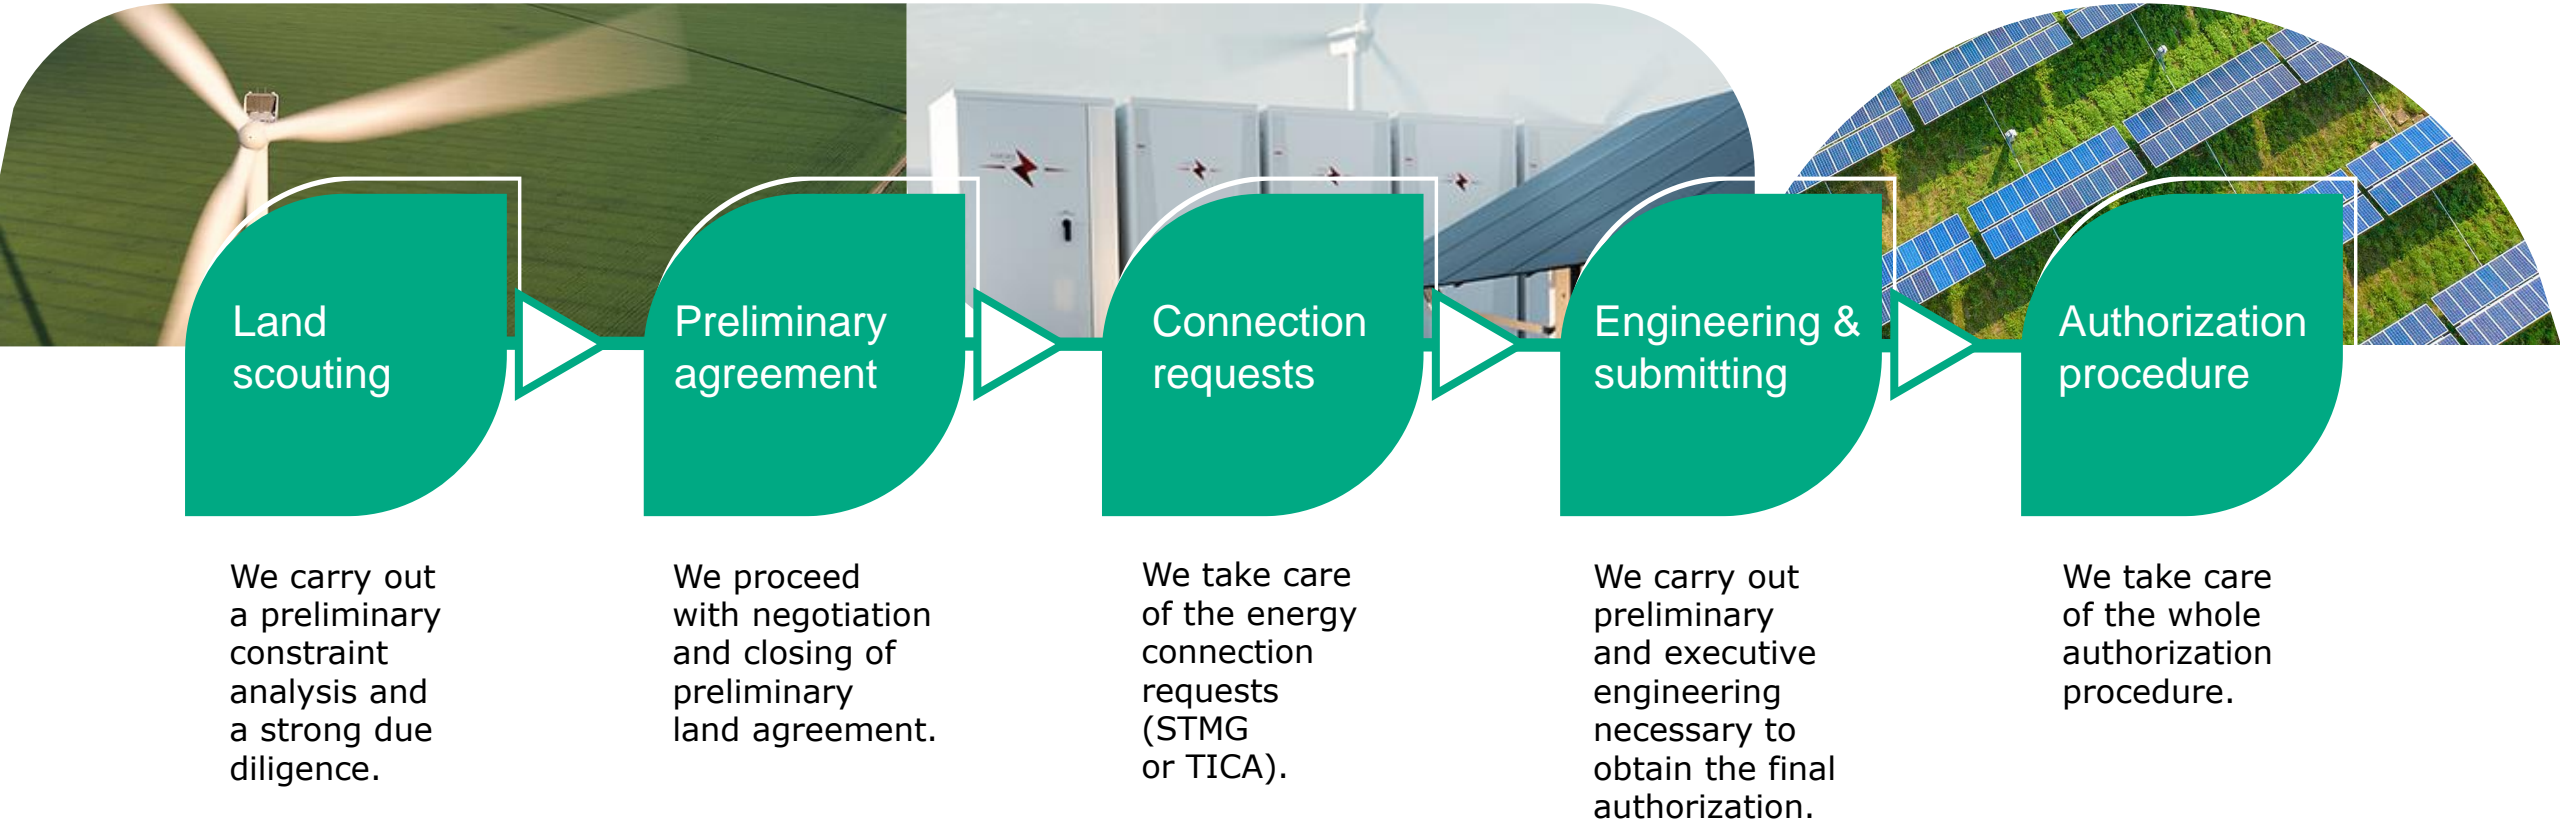 Land
scouting
Preliminary
agreement
Connection
requests
Engineering &
submitting
Authorization
procedure
We carry out
a preliminary
constraint
analysis and
a strong due
diligence.
We proceed
with negotiation
and closing of
preliminary
land agreement.
We take care
of the energy
connection
requests
(STMG
or TICA).
We carry out
preliminary
and executive
engineering
necessary to
obtain the final
authorization.
We take care
of the whole
authorization
procedure.